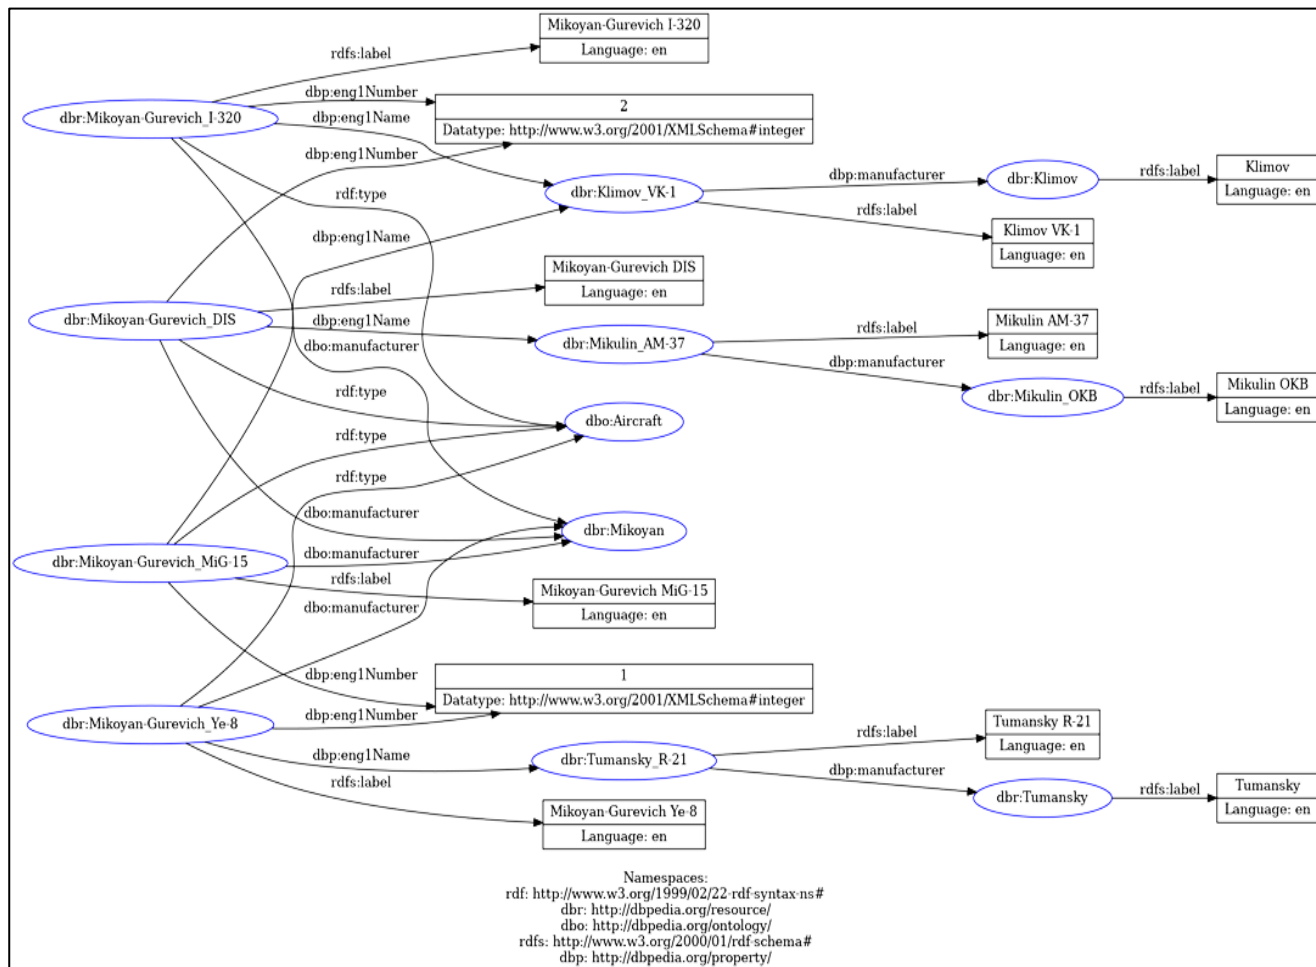 Mikoyan-Gurevich I-320
Language: en
rdfs:label
dbp:eng1Number
dbr:Mikoyan-Gurevich_I-320
2
Datatype: http://www.w3.org/2001/XMLSchema#integer
dbp:eng1Name
dbp:eng1Number
rdf:type
dbr:Klimov_VK-1
dbp:manufacturer
dbr:Klimov
rdfs:label
Klimov
Language: en
rdfs:label
Klimov VK-1
Language: en
dbp:eng1Name
Mikoyan-Gurevich DIS
Language: en
rdfs:label
dbr:Mikoyan-Gurevich_DIS
dbp:eng1Name
dbo:manufacturer
dbr:Mikulin_AM-37
rdfs:label
Mikulin AM-37
Language: en
dbp:manufacturer
dbr:Mikulin_OKB
rdfs:label
Mikulin OKB
Language: en
rdf:type
dbo:Aircraft
rdf:type
rdf:type
dbo:manufacturer
dbr:Mikoyan
dbr:Mikoyan-Gurevich_MiG-15
dbo:manufacturer
rdfs:label
Mikoyan-Gurevich MiG-15
Language: en
dbo:manufacturer
dbp:eng1Number
1
Datatype: http://www.w3.org/2001/XMLSchema#integer
dbr:Mikoyan-Gurevich_Ye-8
dbp:eng1Number
dbp:eng1Name
dbr:Tumansky_R-21
rdfs:label
Tumansky R-21
Language: en
dbp:manufacturer
dbr:Tumansky
rdfs:label
Tumansky
Language: en
rdfs:label
Mikoyan-Gurevich Ye-8
Language: en
Namespaces:
rdf: http://www.w3.org/1999/02/22-rdf-syntax-ns#
dbr: http://dbpedia.org/resource/
dbo: http://dbpedia.org/ontology/
rdfs: http://www.w3.org/2000/01/rdf-schema#
dbp: http://dbpedia.org/property/